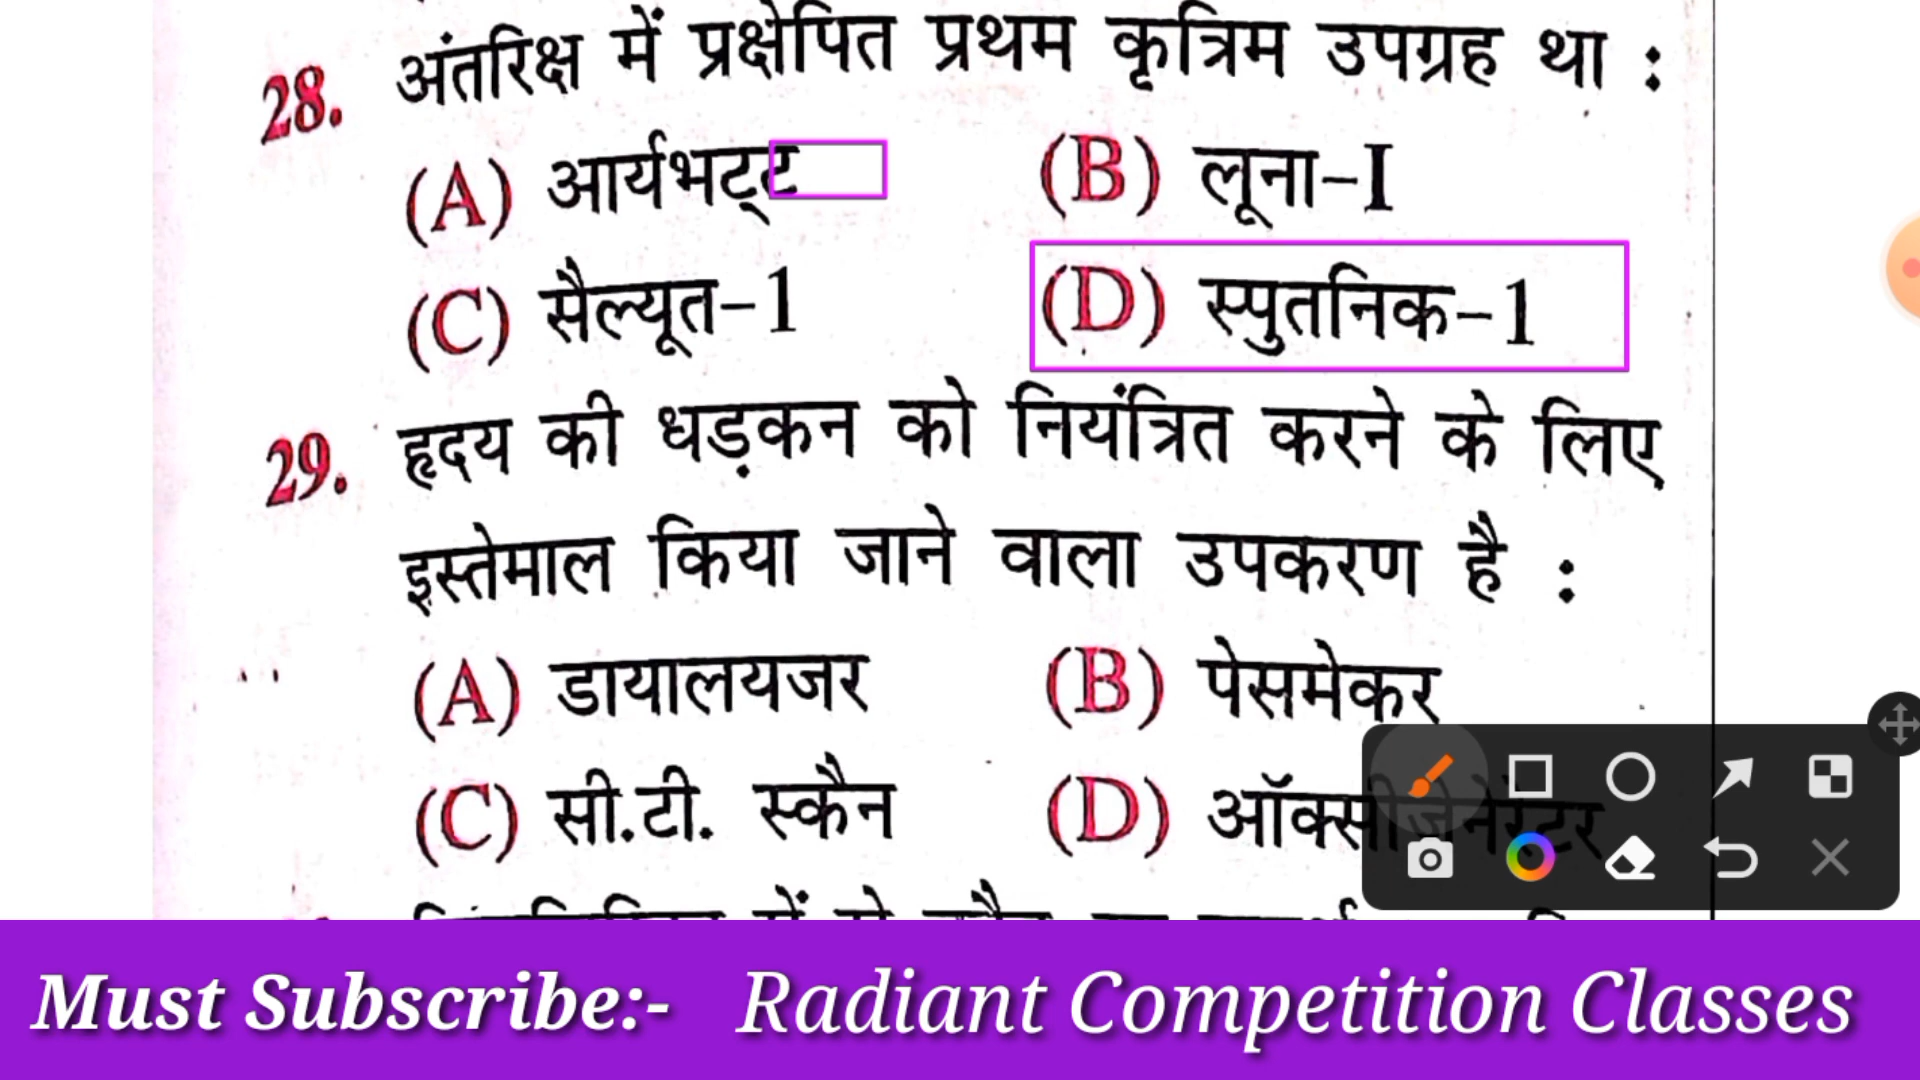 28. अंतरिक्ष में प्रक्षेपित प्रथम कृत्रिम उपग्रह था :
(A) आर्यभट्ट (B) लूना-I
(C) सैल्यूत-1 (D) स्पुतनिक-1
29. हृदय की धड़कन को नियंत्रित करने के लिए
इस्तेमाल किया जाने वाला उपकरण है :
(A) डायालयजर (B) पेसमेकर
(C) सी.टी. स्कैन (D) ऑक्सीजेनेरेटर
Must Subscribe:- Radiant Competition Classes